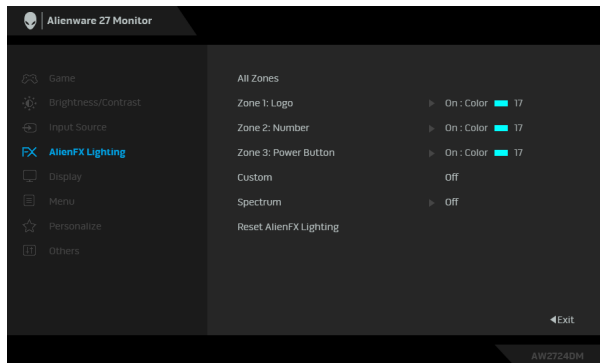 Alienware 27 Monitor
Game
Brightness/Contrast
Input Source
FX AlienFX Lighting
Display
Menu
Personalize
Others
All Zones
Zone 1: Logo On : Color 17
Zone 2: Number On : Color 17
Zone 3: Power Button On : Color 17
Custom Off
Spectrum Off
Reset AlienFX Lighting
Exit
AW2724DM